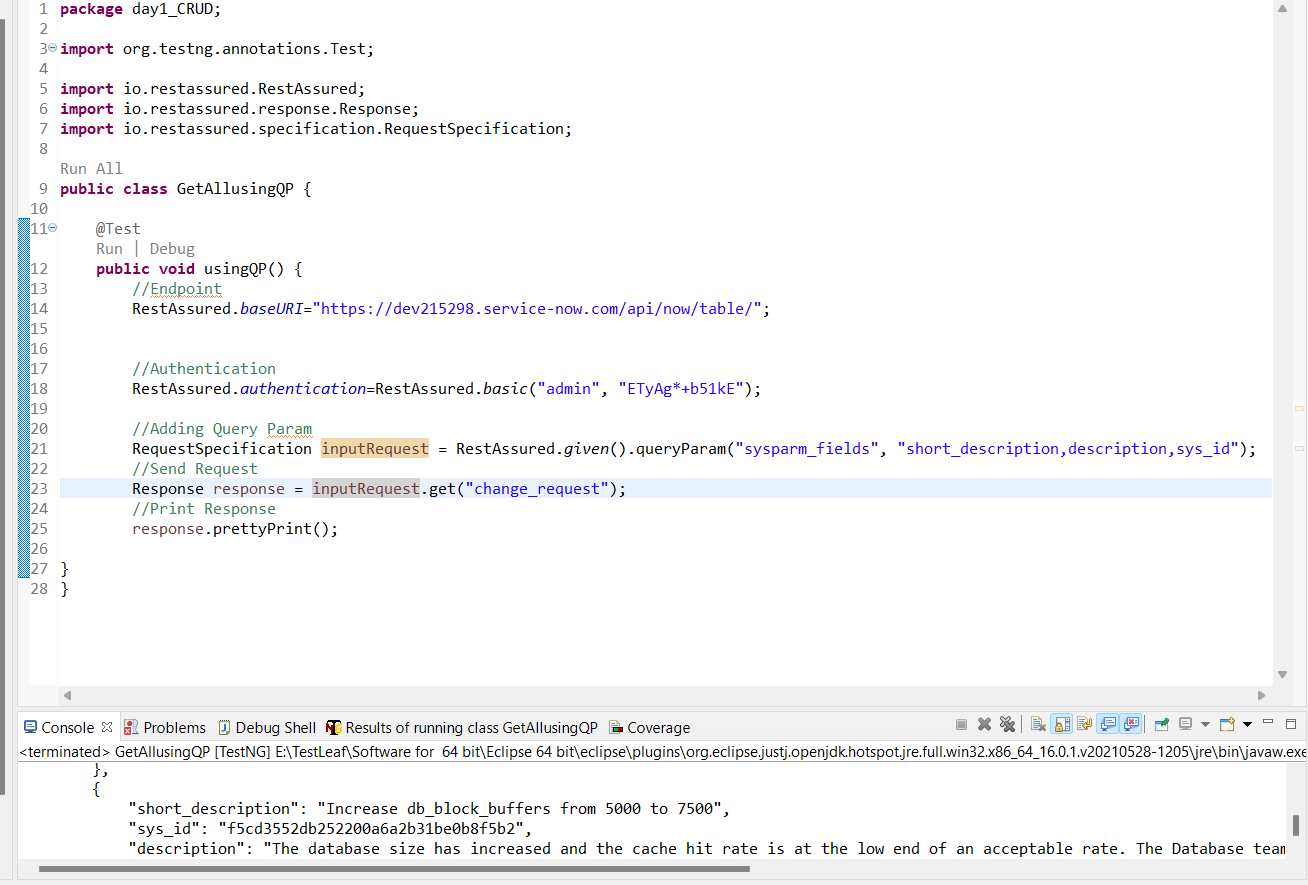 1 package day1_CRUD;
2
3 import org.testng.annotations.Test;
4
5 import io.restassured.RestAssured;
6 import io.restassured.response.Response;
7 import io.restassured.specification.RequestSpecification;
8
Run All
9 public class GetAllusingQP {
10
11 @Test
Run | Debug
12 public void usingQP() {
13 //Endpoint
14 RestAssured.baseURI="https://dev215298.service-now.com/api/now/table/";
15
16
17 //Authentication
18 RestAssured.authentication=RestAssured.basic("admin", "ETyAg*+b51kE");
19
20 //Adding Query Param
21 RequestSpecification inputRequest = RestAssured.given().queryParam("sysparm_fields", "short_description,description,sys_id");
22 //Send Request
23 Response response = inputRequest.get("change_request");
24 //Print Response
25 response.prettyPrint();
26
27 }
28 }
Console Problems Debug Shell Results of running class GetAllusingQP Coverage
<terminated> GetAllusingQP [TestNG] E:\TestLeaf\Software for 64 bit\Eclipse 64 bit\eclipse\plugins\org.eclipse.justj.openjdk.hotspot.jre.full.win32.x86_64_16.0.1.v20210528-1205\jre\bin\javaw.exe
},
{
"short_description": "Increase db_block_buffers from 5000 to 7500",
"sys_id": "f5cd3552db252200a6a2b31be0b8f5b2",
"description": "The database size has increased and the cache hit rate is at the low end of an acceptable rate. The Database team